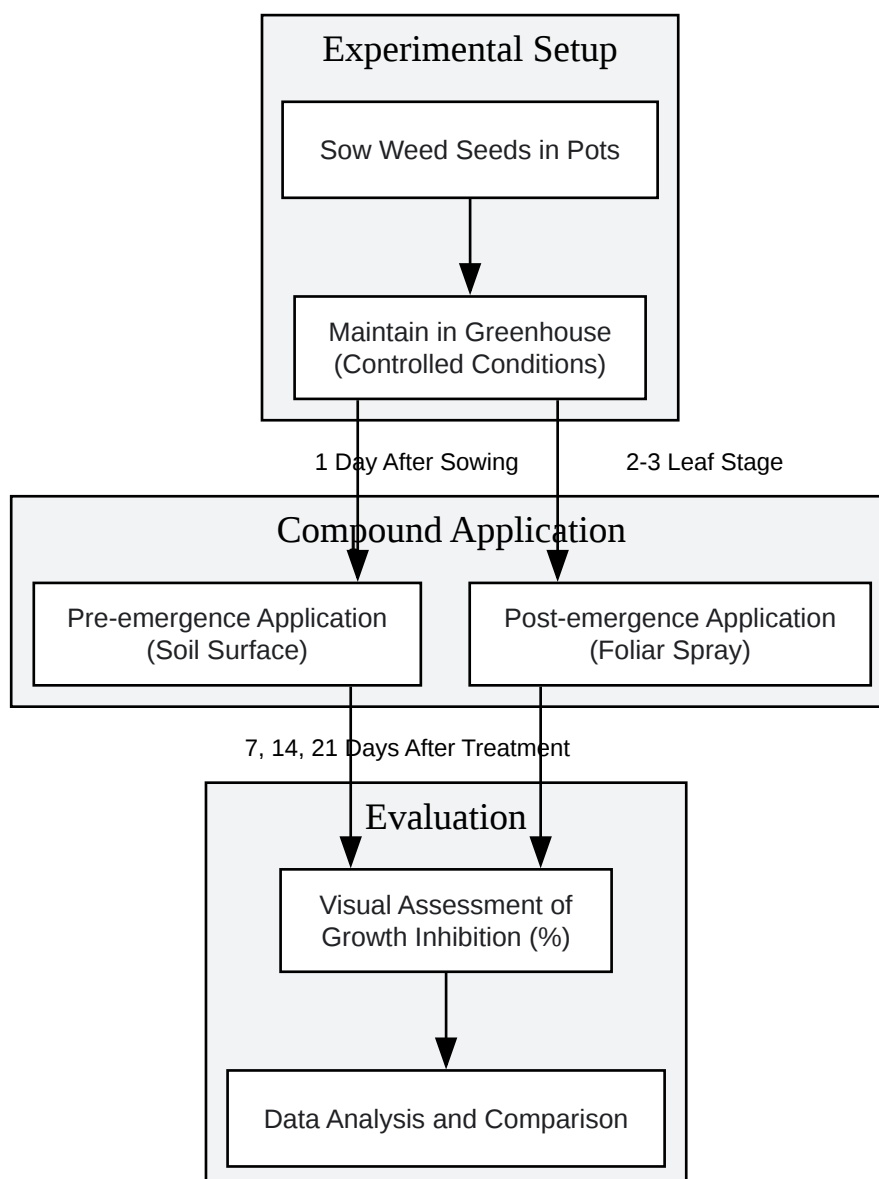 Experimental Setup
Sow Weed Seeds in Pots
Maintain in Greenhouse
(Controlled Conditions)
1 Day After Sowing
2-3 Leaf Stage
Compound Application
Pre-emergence Application
(Soil Surface)
Post-emergence Application
(Foliar Spray)
7, 14, 21 Days After Treatment
Evaluation
Visual Assessment of
Growth Inhibition (%)
Data Analysis and Comparison